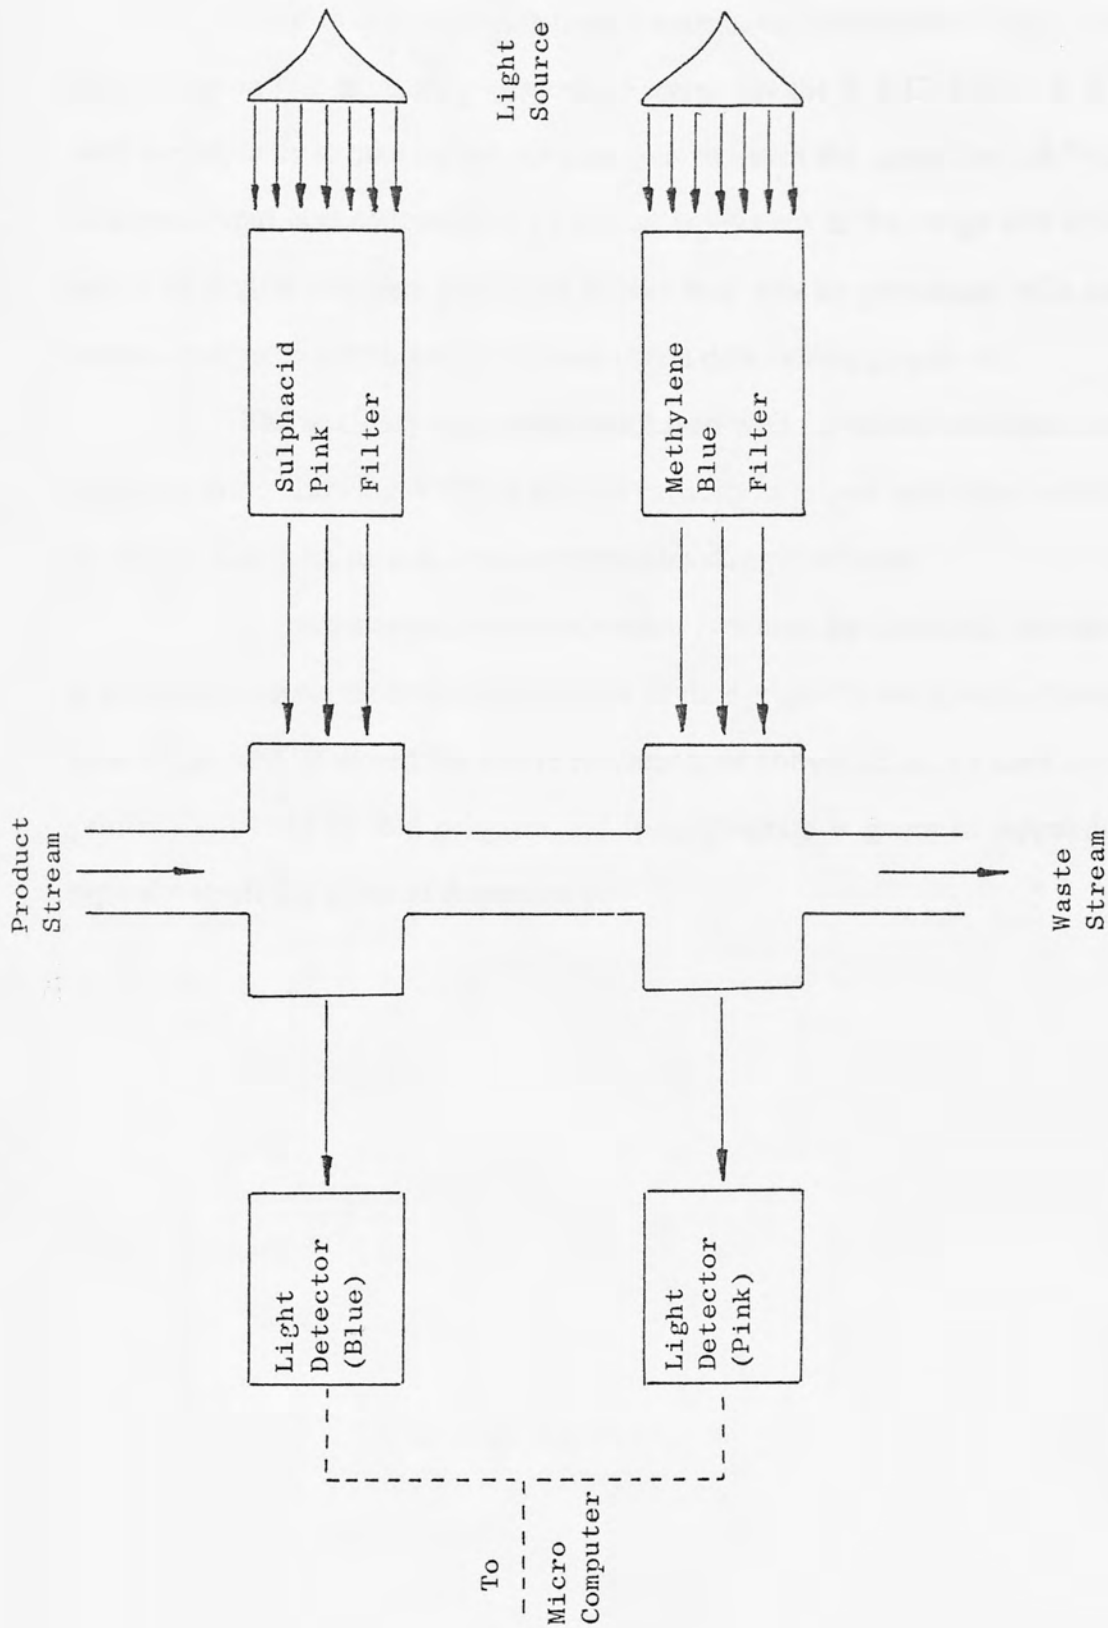 Product
Stream
Light
Source
Sulphacid
Pink
Filter
Light
Detector
(Blue)
Methylene
Blue
Filter
Light
Detector
(Pink)
To
Micro
Computer
Waste
Stream